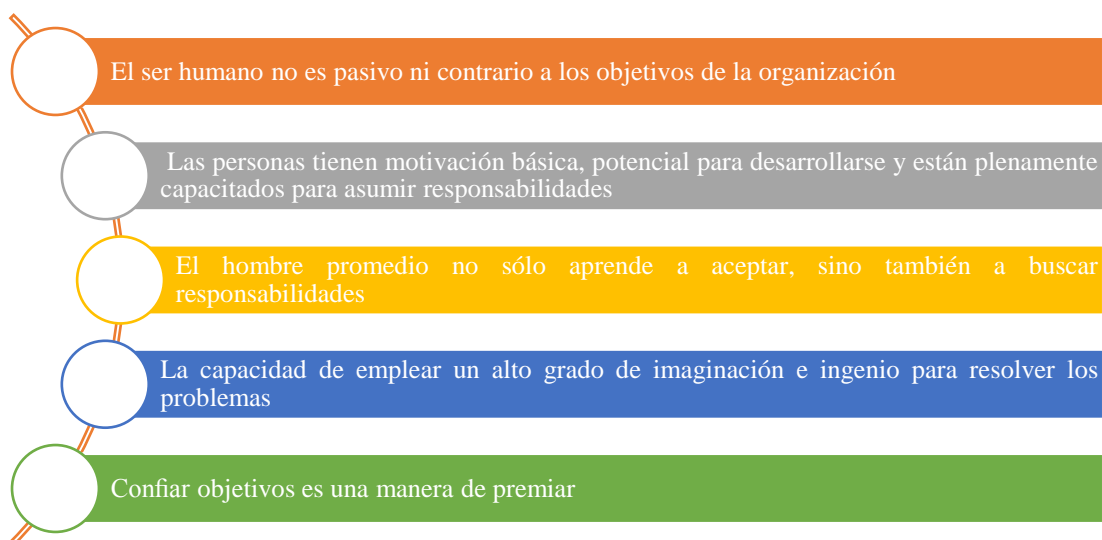 El ser humano no es pasivo ni contrario a los objetivos de la organización
Las personas tienen motivación básica, potencial para desarrollarse y están plenamente
capacitados para asumir responsabilidades
El hombre promedio no sólo aprende a aceptar, sino también a buscar
responsabilidades
La capacidad de emplear un alto grado de imaginación e ingenio para resolver los
problemas
Confiar objetivos es una manera de premiar